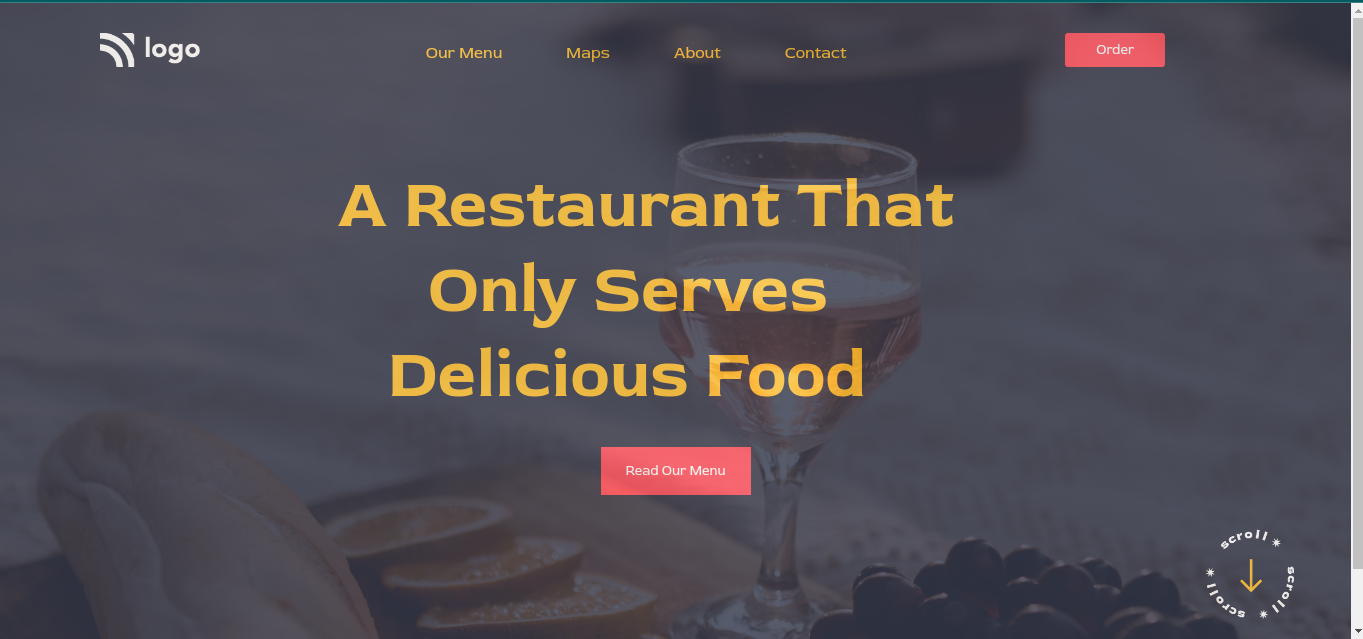 logo
Our Menu Maps About Contact
Order
A Restaurant That
Only Serves
Delicious Food
Read Our Menu
scroll * scroll * scroll *